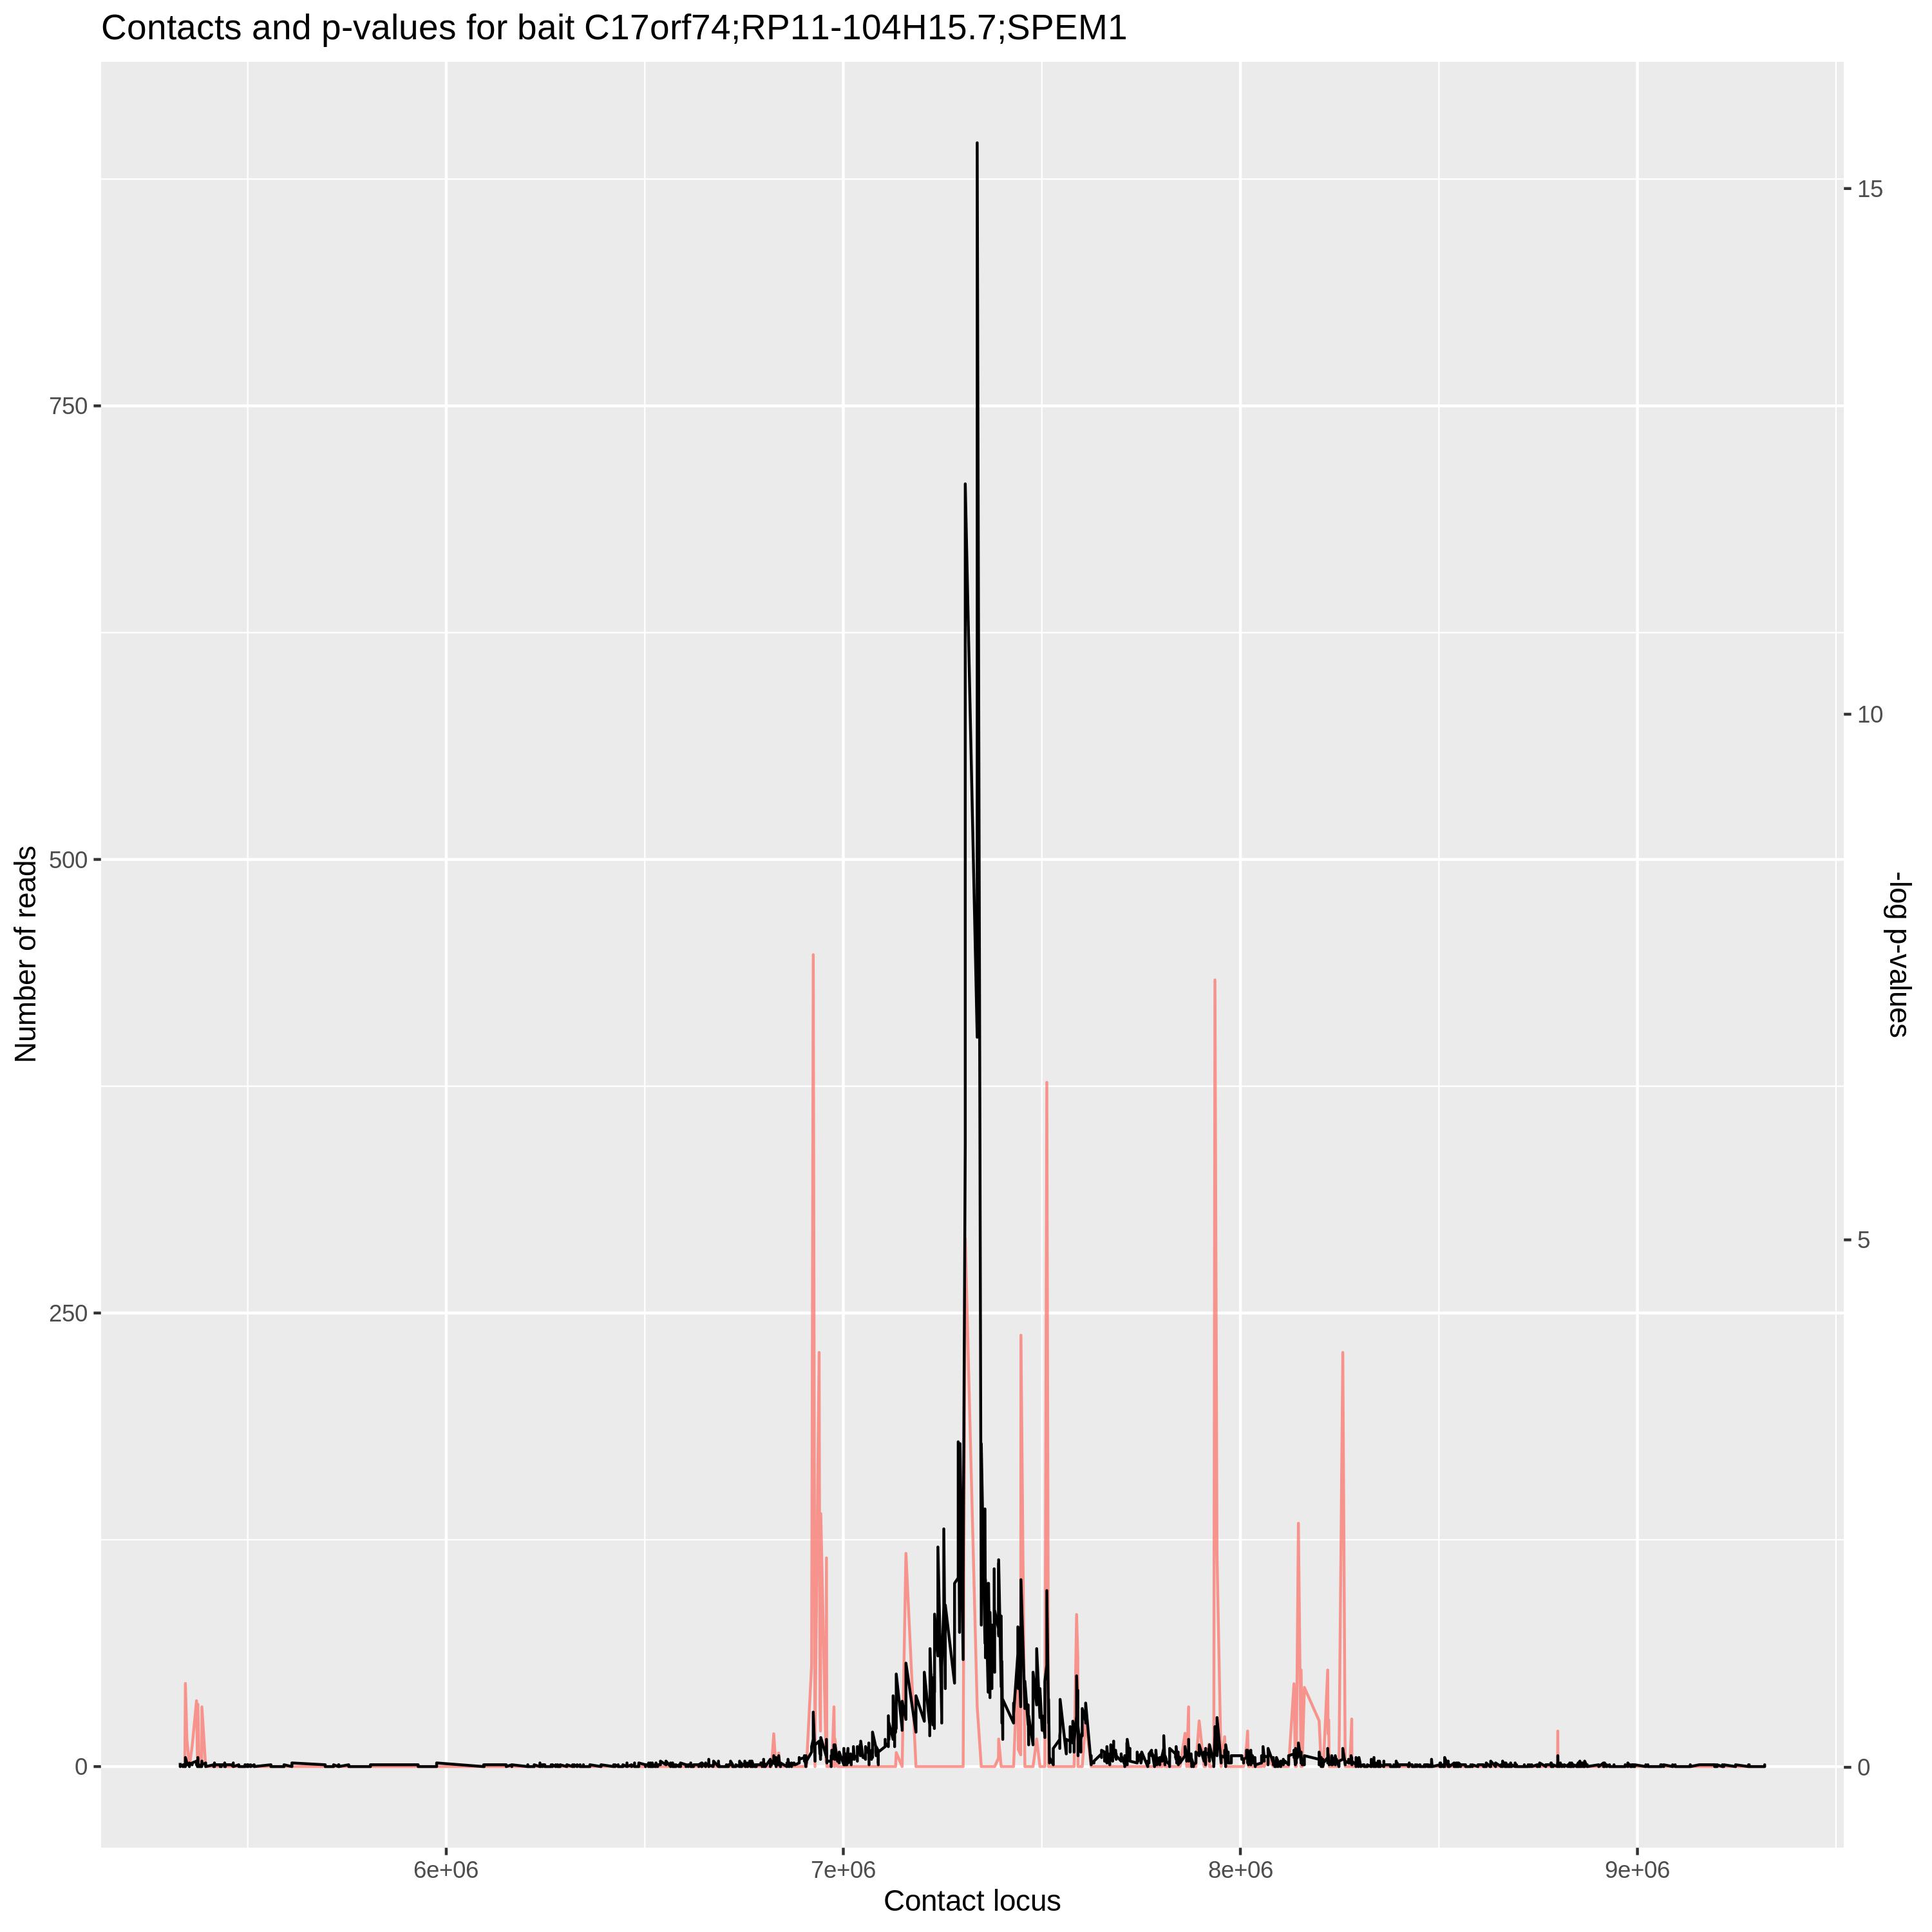 Contacts and p-values for bait C17orf74;RP11-104H15.7;SPEM1
Number of reads
750
500
250
0
15
10
5
0
-log p-values
6e+06
7e+06
8e+06
9e+06
Contact locus